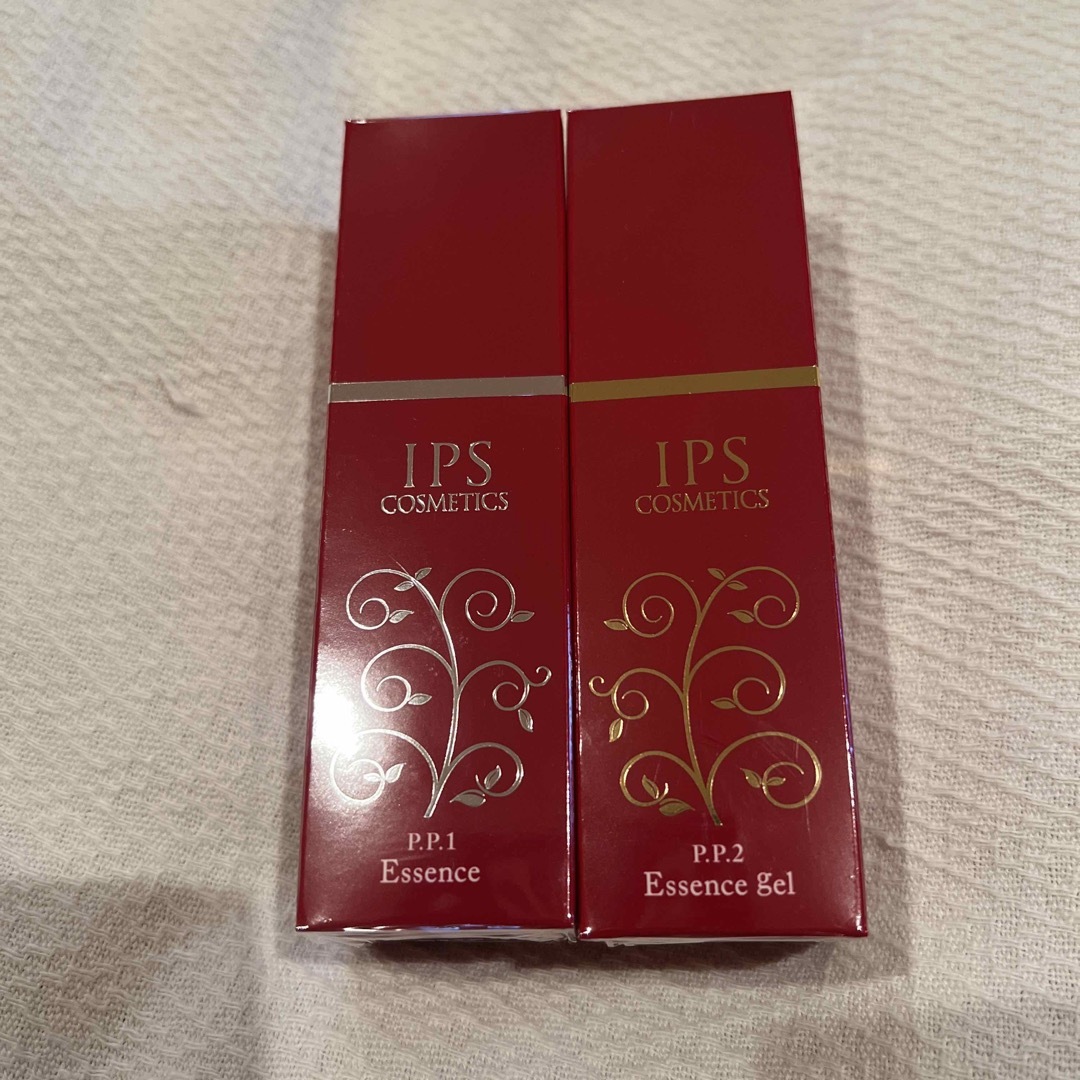 IPS
COSMETICS
P.P.1
Essence
IPS
COSMETICS
P.P.2
Essence gel